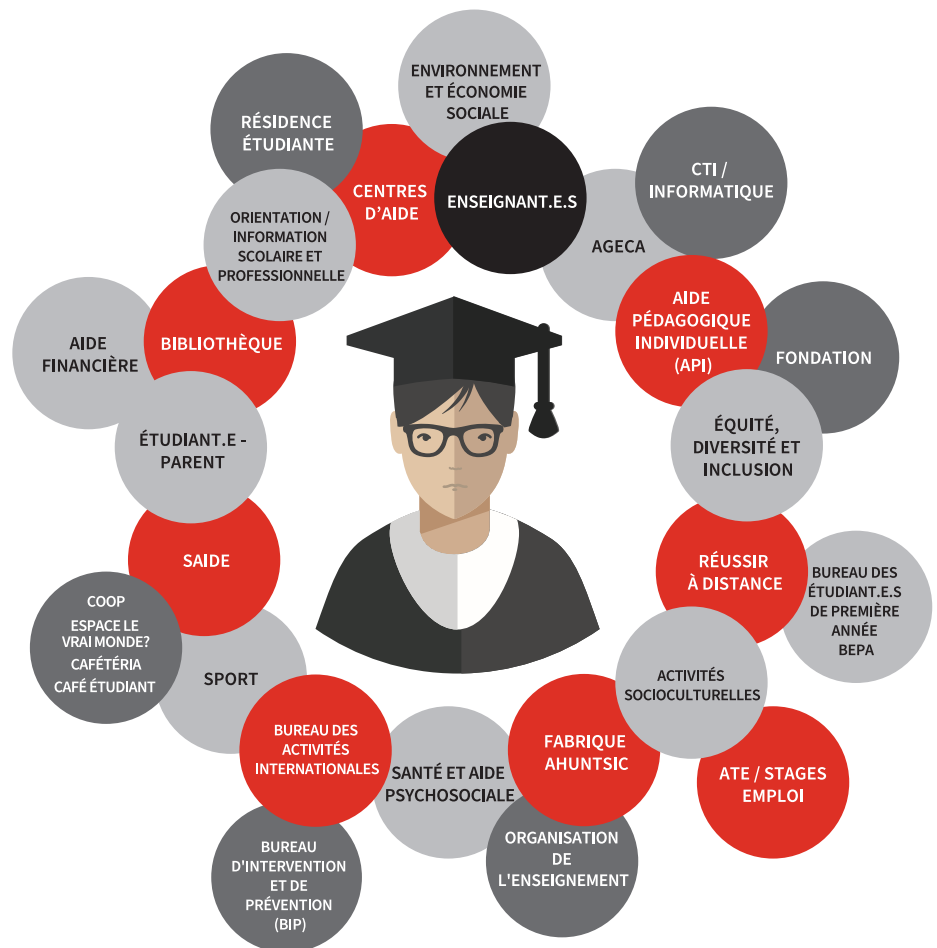 ENVIRONNEMENT
ET ÉCONOMIE
SOCIALE
RÉSIDENCE
ÉTUDIANTE
CENTRES
D'AIDE
ENSEIGNANT.E.S
CTI /
INFORMATIQUE
AGECA
ORIENTATION /
INFORMATION
SCOLAIRE ET
PROFESSIONNELLE
AIDE
PÉDAGOGIQUE
INDIVIDUELLE
(API)
AIDE
FINANCIÈRE
BIBLIOTHÈQUE
FONDATION
ÉTUDIANT.E -
PARENT
ÉQUITÉ,
DIVERSITÉ ET
INCLUSION
SAIDE
RÉUSSIR
À DISTANCE
BUREAU DES
ÉTUDIANT.E.S
DE PREMIÈRE
ANNÉE
BEPA
COOP
ESPACE LE
VRAI MONDE?
CAFÉTÉRIA
CAFÉ ÉTUDIANT
SPORT
ACTIVITÉS
SOCIOCULTURELLES
BUREAU DES
ACTIVITÉS
INTERNATIONALES
SANTÉ ET AIDE
PSYCHOSOCIALE
FABRIQUE
AHUNTSIC
ATE / STAGES
EMPLOI
BUREAU
D'INTERVENTION
ET DE
PRÉVENTION
(BIP)
ORGANISATION
DE
L'ENSEIGNEMENT